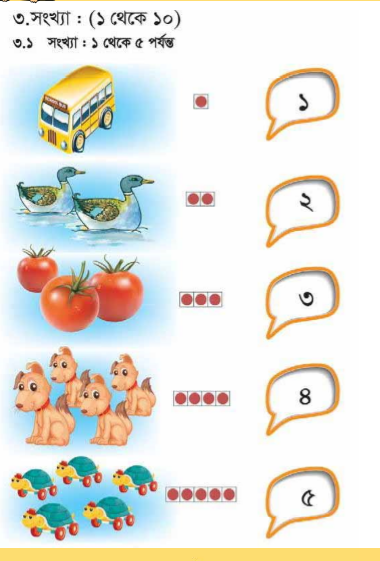 ৩.সংখ্যা : (১ থেকে ১০)
৩.১ সংখ্যা : ১ থেকে ৫ পর্যন্ত
১
২
৩
৪
৫